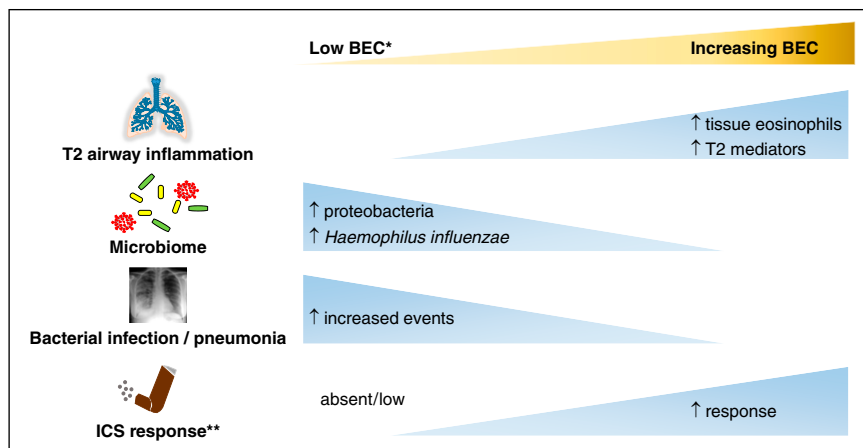 Low BEC*
Increasing BEC
T2 airway inflammation
↑ tissue eosinophils
↑ T2 mediators
Microbiome
↑ proteobacteria
↑ Haemophilus influenzae
Bacterial infection / pneumonia
↑ increased events
ICS response**
absent/low
↑ response